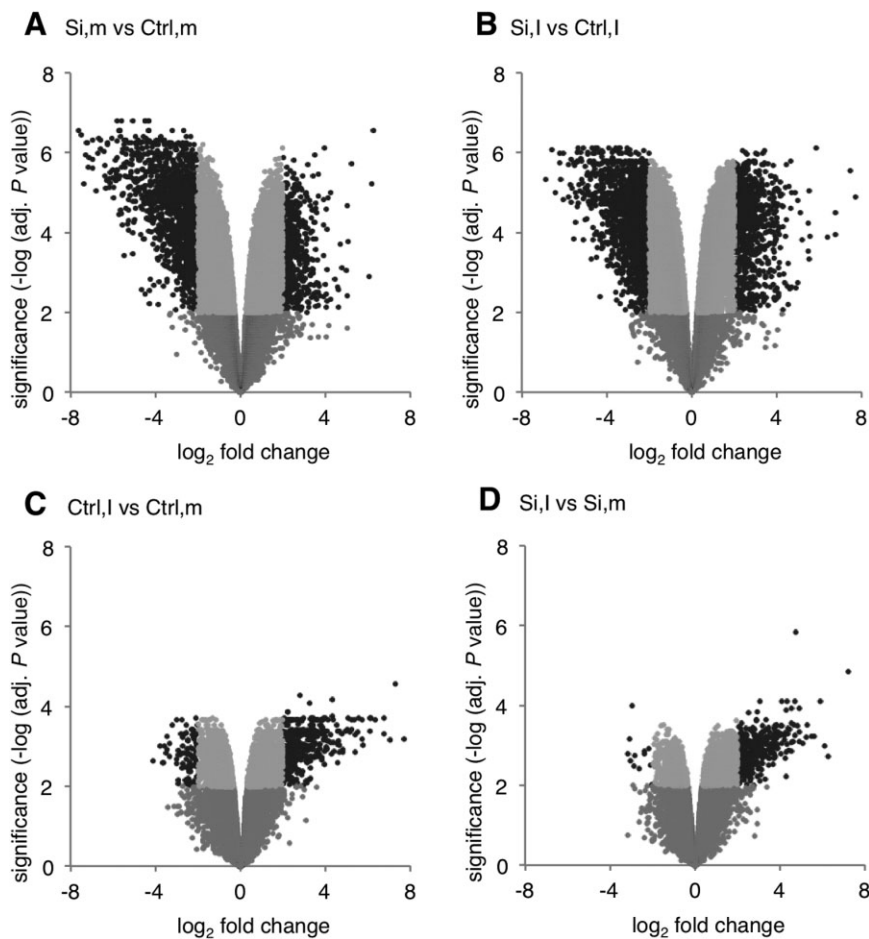 A Si,m vs Ctrl,m
8
6
4
2
0
-8 -4 0 4 8
significance (-log (adj. P value))
log2 fold change
B Si,I vs Ctrl,I
8
6
4
2
0
-8 -4 0 4 8
significance (-log (adj. P value))
log2 fold change
C Ctrl,I vs Ctrl,m
8
6
4
2
0
-8 -4 0 4 8
significance (-log (adj. P value))
log2 fold change
D Si,I vs Si,m
8
6
4
2
0
-8 -4 0 4 8
significance (-log (adj. P value))
log2 fold change